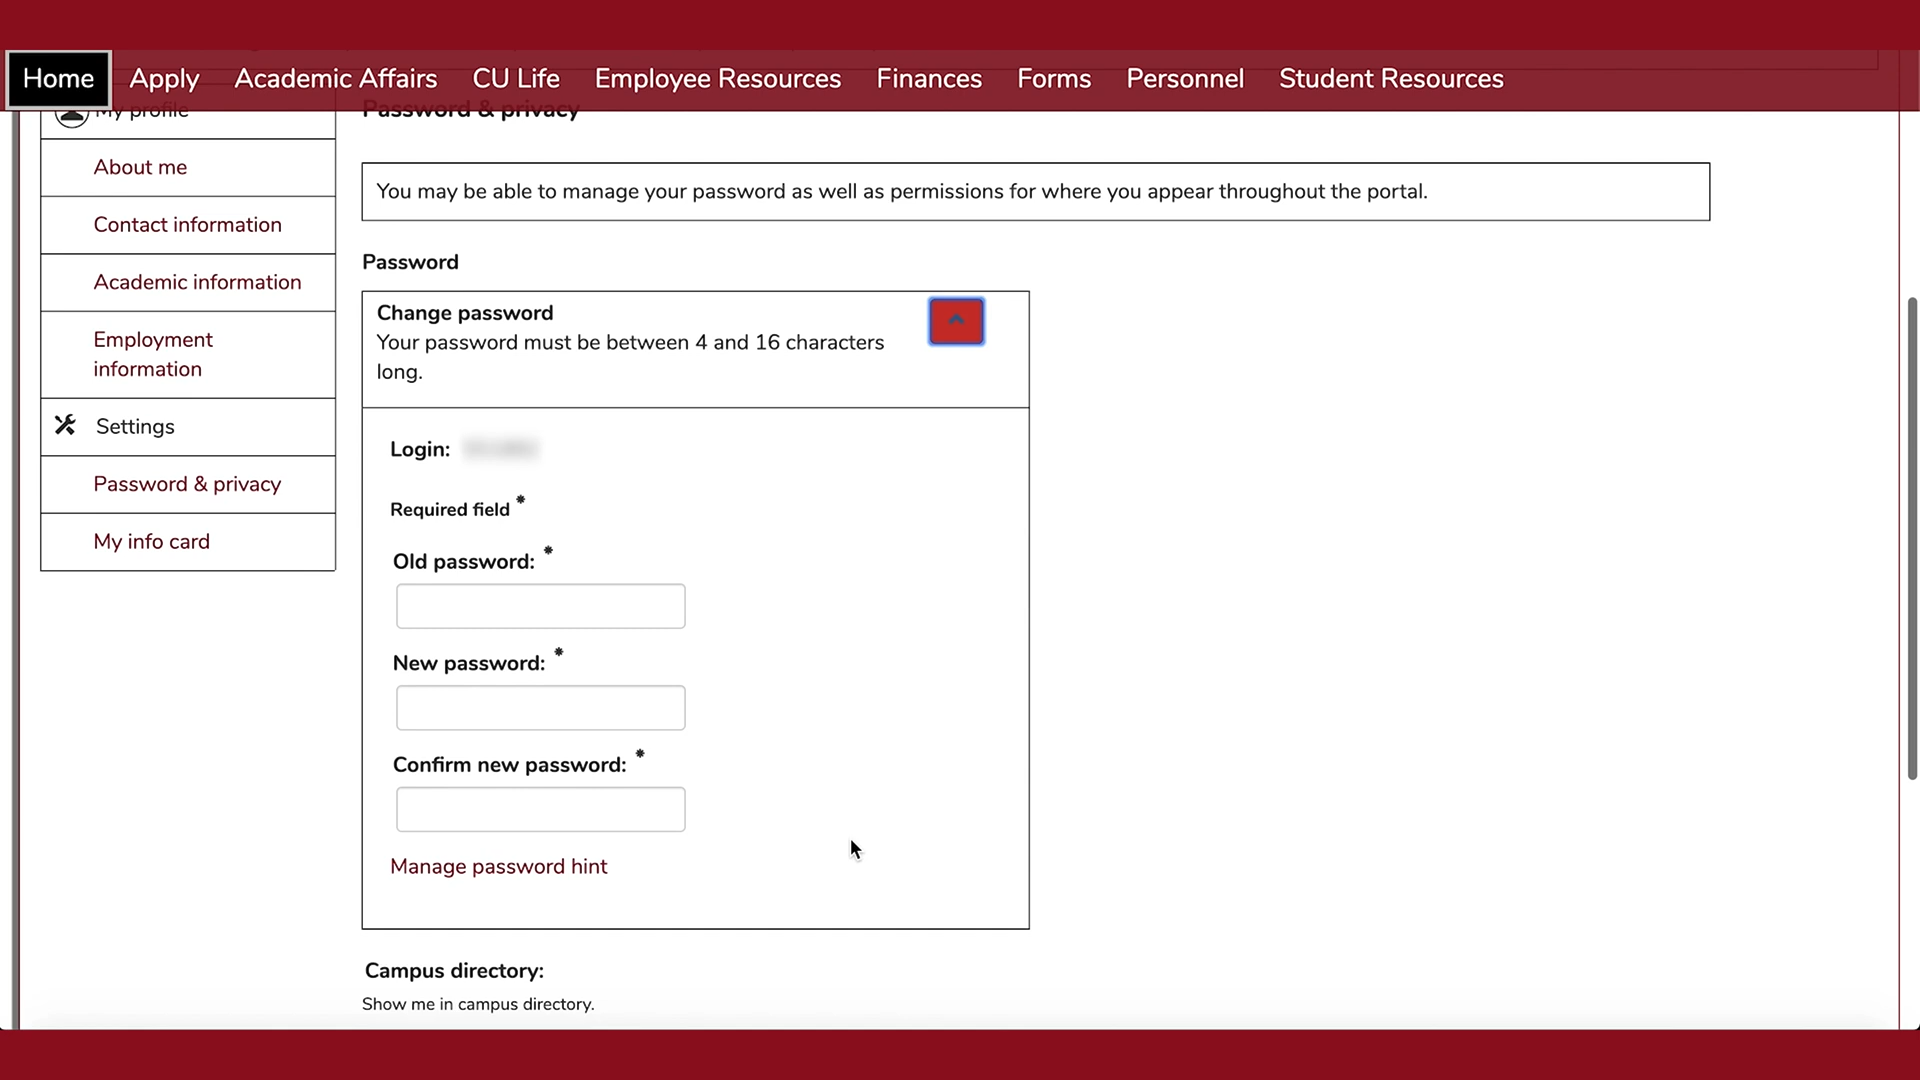 Home Apply Academic Affairs CU Life Employee Resources Finances Forms Personnel Student Resources
My profile
About me
Contact information
Academic information
Employment
information
Settings
Password & privacy
My info card
Password & privacy
You may be able to manage your password as well as permissions for where you appear throughout the portal.
Password
Change password
Your password must be between 4 and 16 characters
long.
Login:
Required field *
Old password: *
New password: *
Confirm new password: *
Manage password hint
Campus directory:
Show me in campus directory.